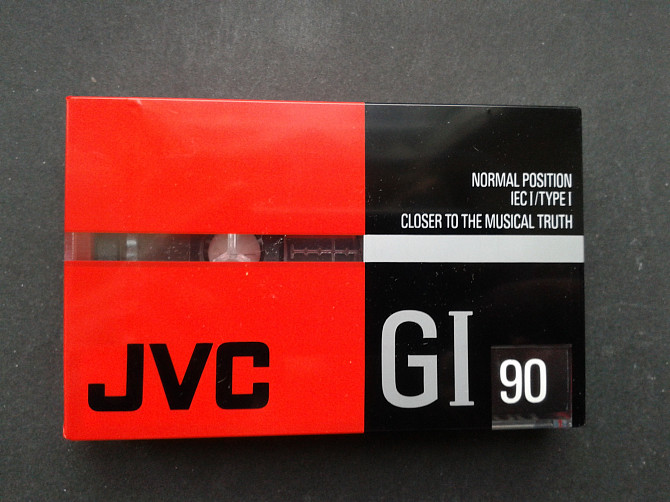 NORMAL POSITION
IEC I/TYPE I
CLOSER TO THE MUSICAL TRUTH
JVC
GI
90